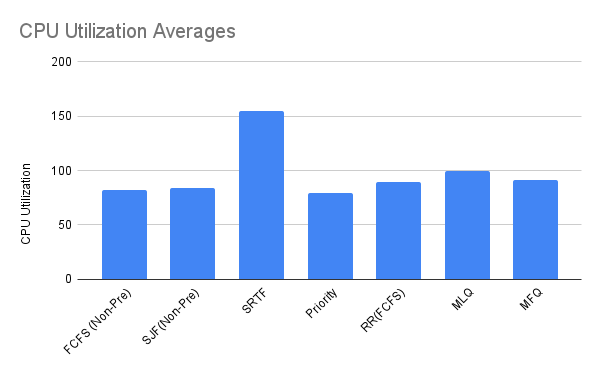 CPU Utilization Averages
200
150
100
50
0
CPU Utilization
FCFS (Non-Pre)
SJF(Non-Pre)
SRTF
Priority
RR(FCFS)
MLQ
MFQ